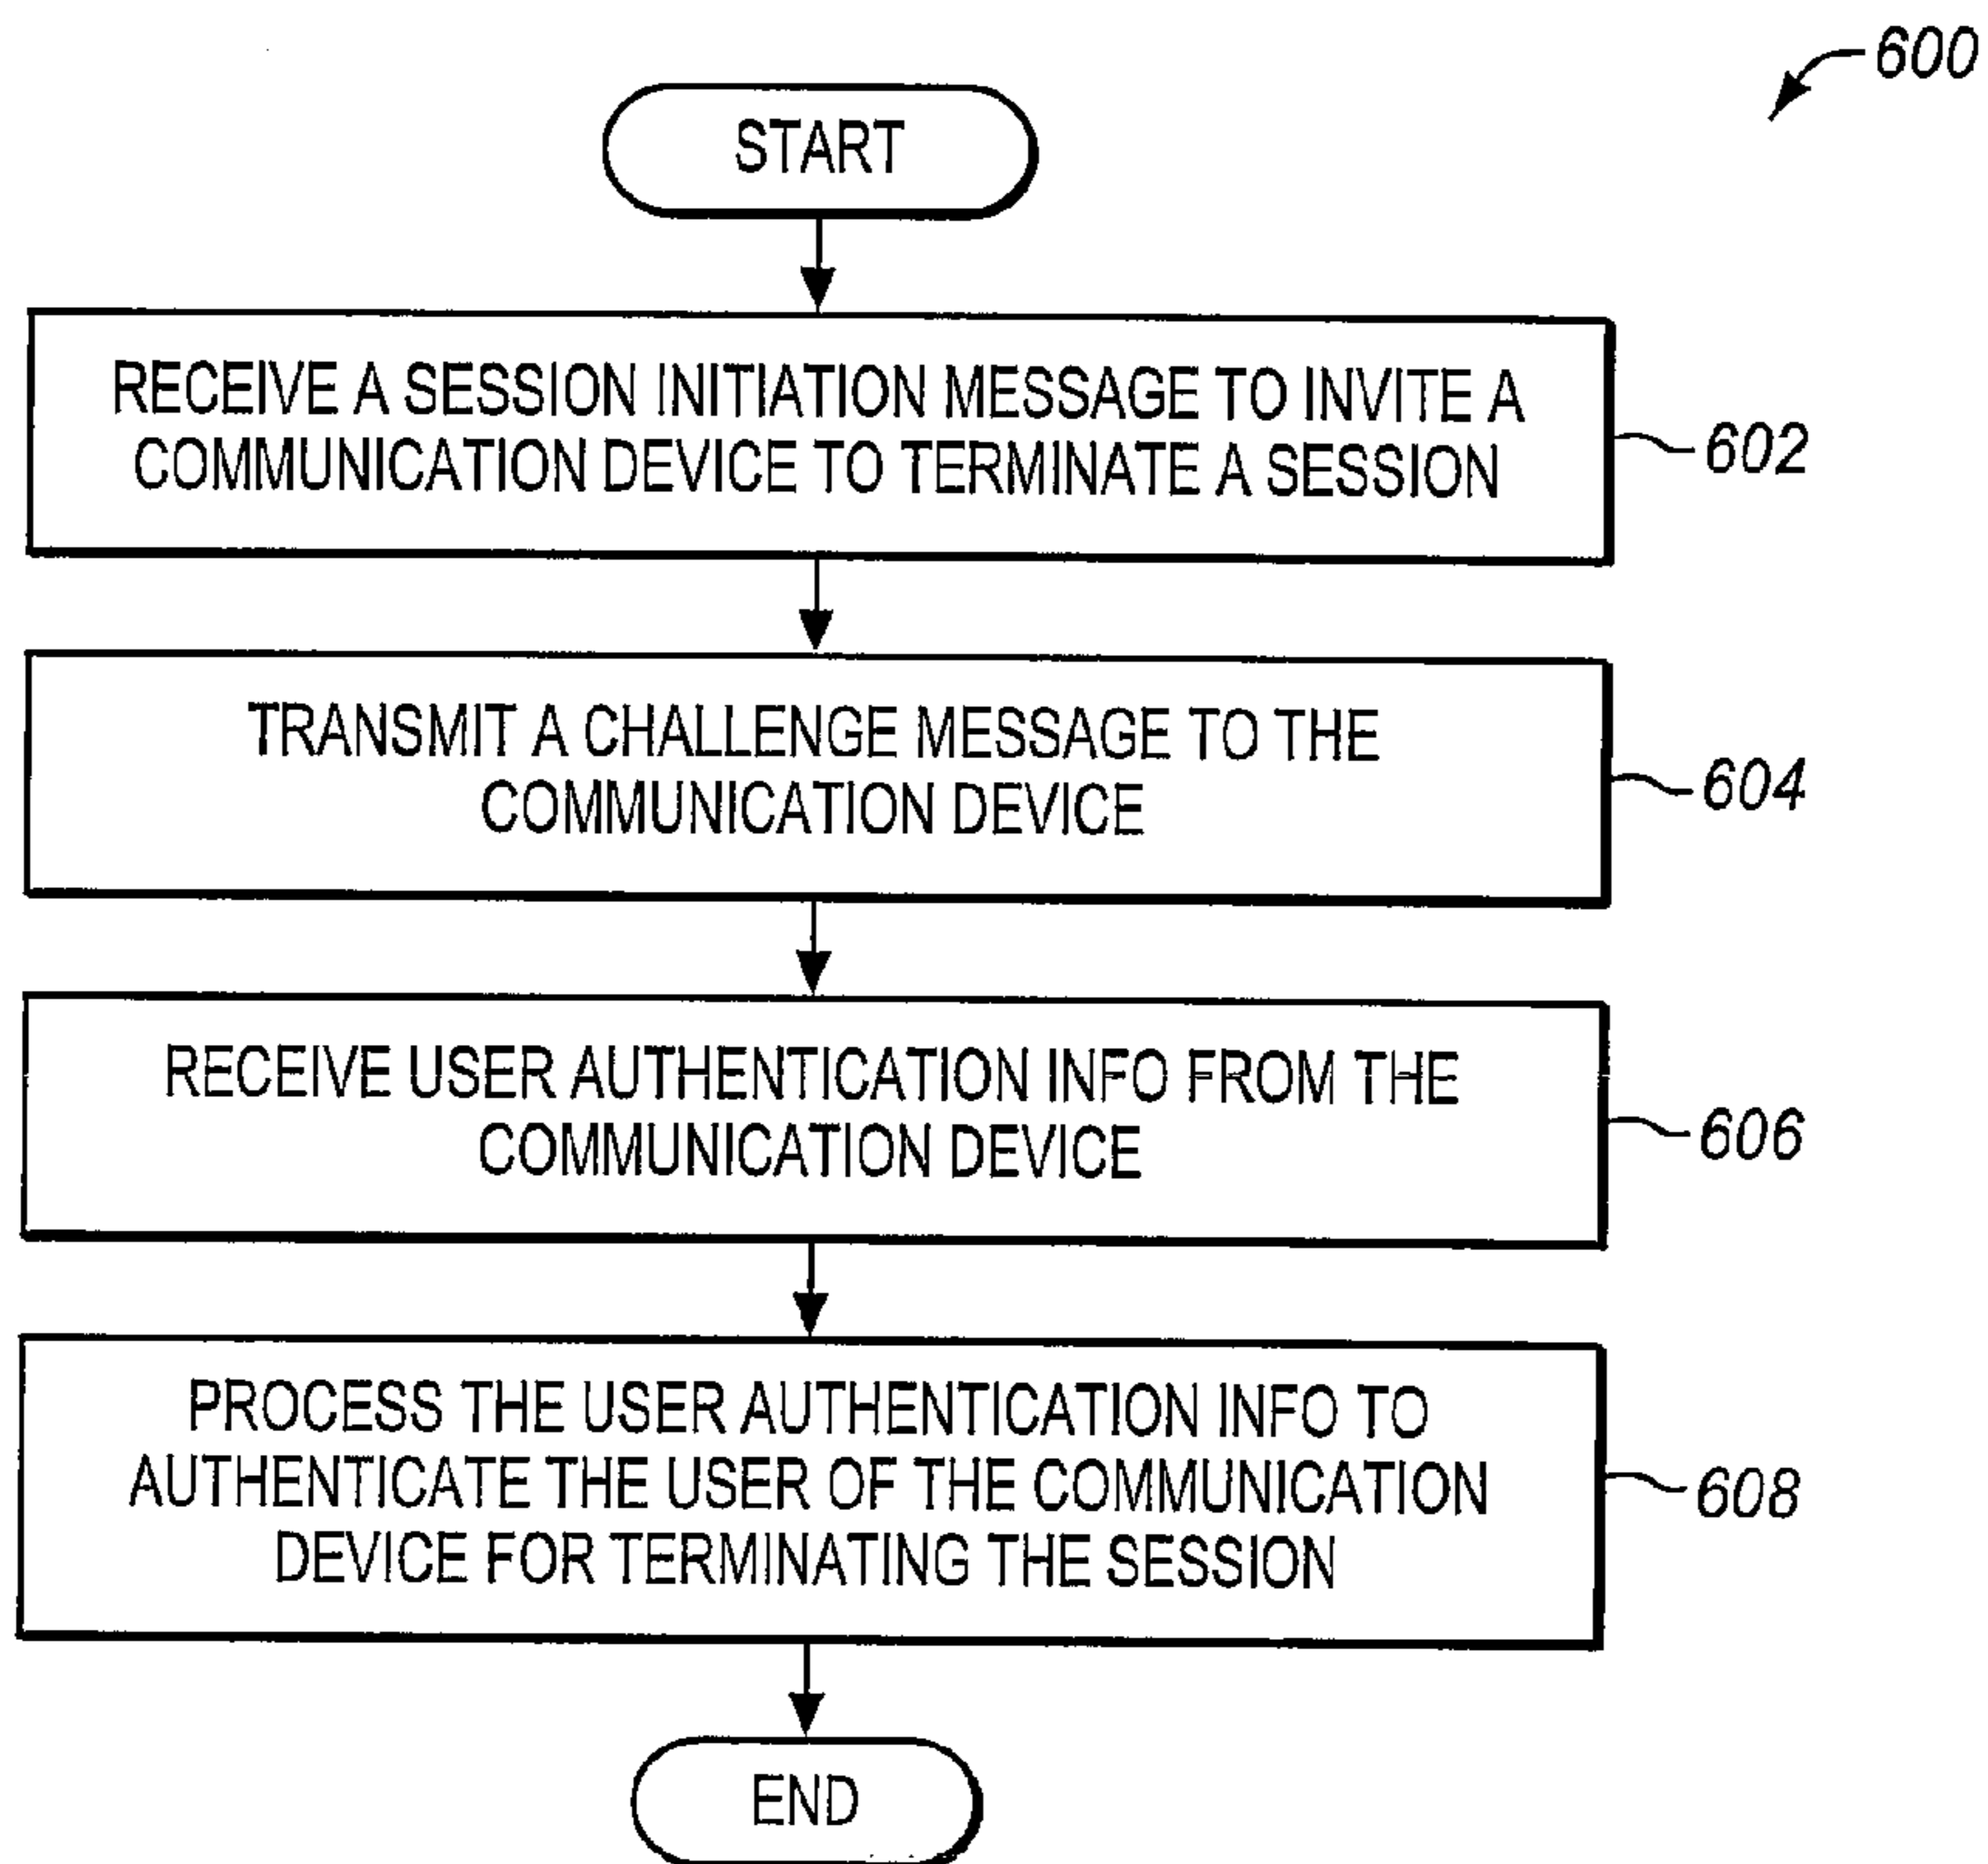 600
START
RECEIVE A SESSION INITIATION MESSAGE TO INVITE A
COMMUNICATION DEVICE TO TERMINATE A SESSION
602
TRANSMIT A CHALLENGE MESSAGE TO THE
COMMUNICATION DEVICE
604
RECEIVE USER AUTHENTICATION INFO FROM THE
COMMUNICATION DEVICE
606
PROCESS THE USER AUTHENTICATION INFO TO
AUTHENTICATE THE USER OF THE COMMUNICATION
DEVICE FOR TERMINATING THE SESSION
608
END